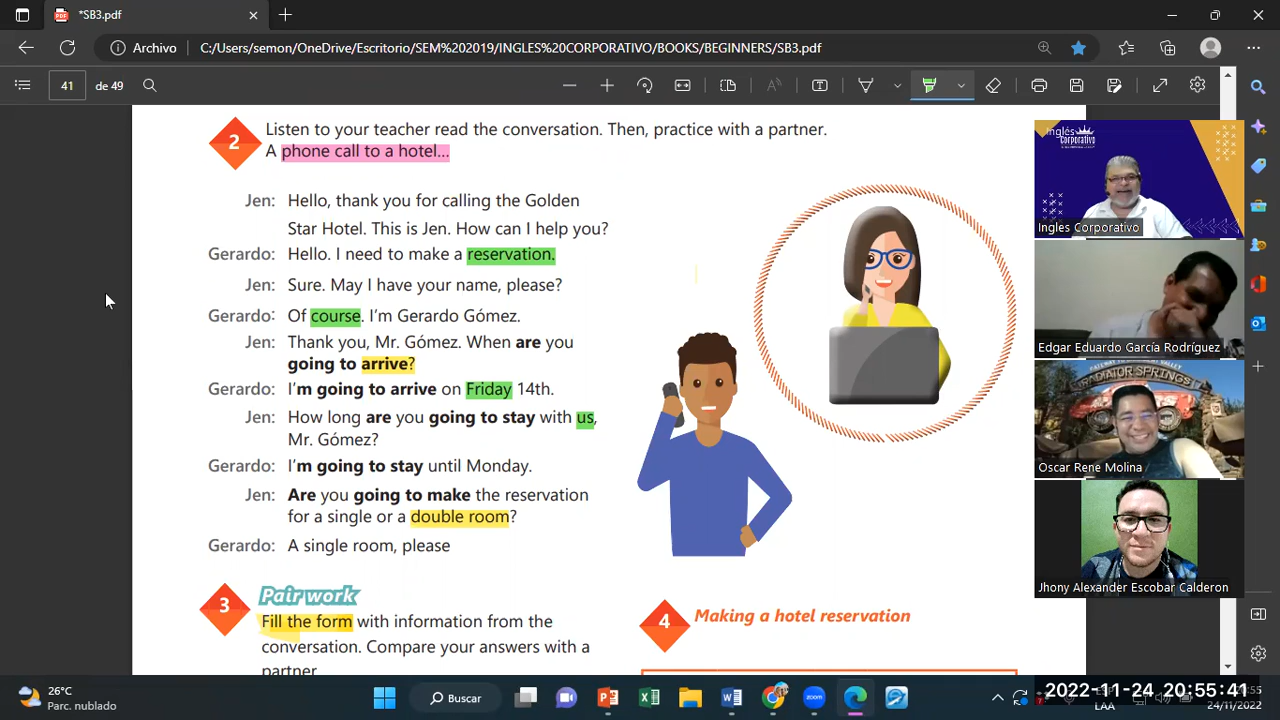 *SB3.pdf
Archivo
C:/Users/semon/OneDrive/Escritorio/SEM%202019/INGLES%20CORPORATIVO/BOOKS/BEGINNERS/SB3.pdf
41 de 49
2
Listen to your teacher read the conversation. Then, practice with a partner.
A phone call to a hotel...
Jen: Hello, thank you for calling the Golden
Star Hotel. This is Jen. How can I help you?
Gerardo: Hello. I need to make a reservation.
Jen: Sure. May I have your name, please?
Gerardo: Of course. I'm Gerardo Gómez.
Jen: Thank you, Mr. Gómez. When are you
going to arrive?
Gerardo: I'm going to arrive on Friday 14th.
Jen: How long are you going to stay with us,
Mr. Gómez?
Gerardo: I'm going to stay until Monday.
Jen: Are you going to make the reservation
for a single or a double room?
Gerardo: A single room, please
3
Pair work
Fill the form with information from the
conversation. Compare your answers with a
partner
4
Making a hotel reservation
Inglés
Corporativo
Ingles Corporativo
Edgar Eduardo García Rodríguez
RADIATOR SPRINGS
Oscar Rene Molina
Jhony Alexander Escobar Calderon
26°C
Parc. nublado
Buscar
zoom
ESP
LAA
2022-11-24 20:55:41
24/11/2022